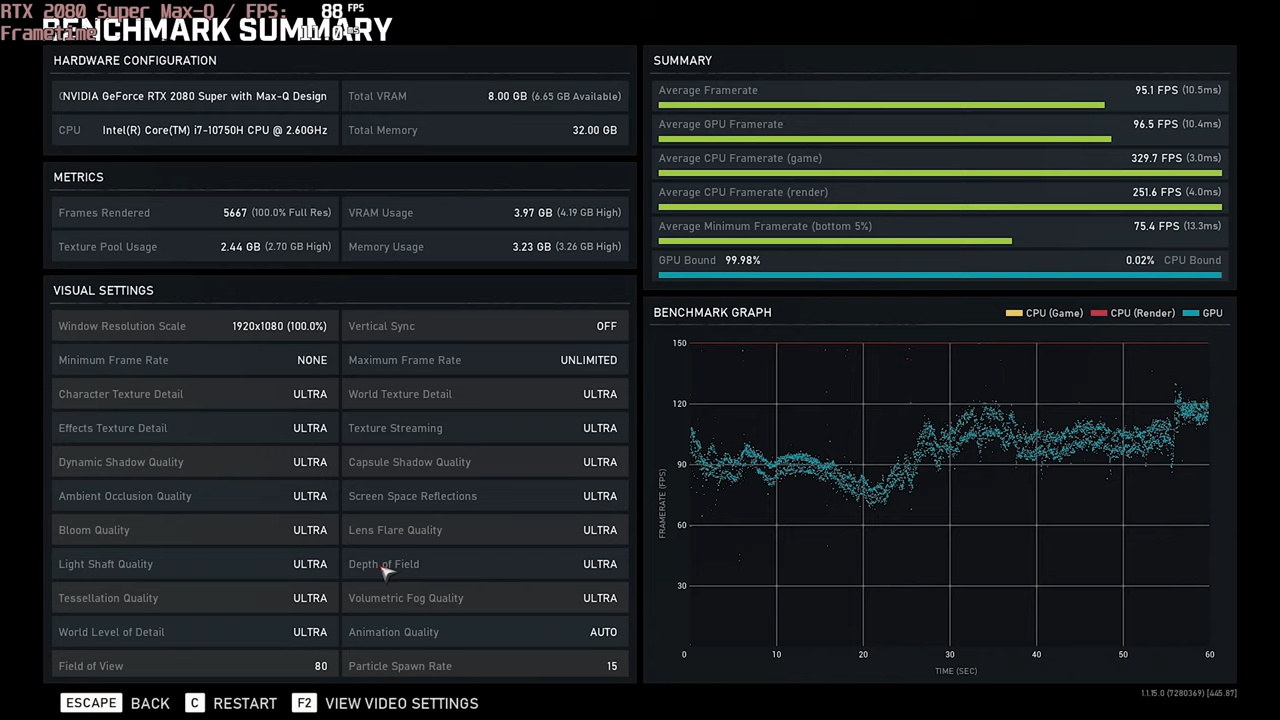 RTX 2080 Super Max-Q / FPS: 88 FPS
Frametime 11.0 ms
BENCHMARK SUMMARY
HARDWARE CONFIGURATION
NVIDIA GeForce RTX 2080 Super with Max-Q Design
Total VRAM 8.00 GB (6.65 GB Available)
CPU Intel(R) Core(TM) i7-10750H CPU @ 2.60GHz
Total Memory 32.00 GB
METRICS
Frames Rendered 5667 (100.0% Full Res)
VRAM Usage 3.97 GB (4.19 GB High)
Texture Pool Usage 2.44 GB (2.70 GB High)
Memory Usage 3.23 GB (3.26 GB High)
VISUAL SETTINGS
Window Resolution Scale 1920x1080 (100.0%)
Vertical Sync OFF
Minimum Frame Rate NONE
Maximum Frame Rate UNLIMITED
Character Texture Detail ULTRA
World Texture Detail ULTRA
Effects Texture Detail ULTRA
Texture Streaming ULTRA
Dynamic Shadow Quality ULTRA
Capsule Shadow Quality ULTRA
Ambient Occlusion Quality ULTRA
Screen Space Reflections ULTRA
Bloom Quality ULTRA
Lens Flare Quality ULTRA
Light Shaft Quality ULTRA
Depth of Field ULTRA
Tessellation Quality ULTRA
Volumetric Fog Quality ULTRA
World Level of Detail ULTRA
Animation Quality AUTO
Field of View 80
Particle Spawn Rate 15
SUMMARY
Average Framerate 95.1 FPS (10.5ms)
Average GPU Framerate 96.5 FPS (10.4ms)
Average CPU Framerate (game) 329.7 FPS (3.0ms)
Average CPU Framerate (render) 251.6 FPS (4.0ms)
Average Minimum Framerate (bottom 5%) 75.4 FPS (13.3ms)
GPU Bound 99.98% 0.02% CPU Bound
BENCHMARK GRAPH
CPU (Game) CPU (Render) GPU
150
120
90
60
30
FRAMERATE (FPS)
0 10 20 30 40 50 60
TIME (SEC)
ESCAPE BACK C RESTART F2 VIEW VIDEO SETTINGS
1.1.15.0 (7280369) [445.87]